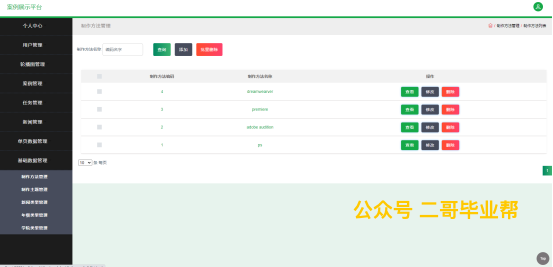 案例展示平台
个人中心
制作方法管理
制作方法管理 制作方法列表
用户管理
制作方法名称
查询
添加
批量删除
轮播图管理
案例管理
制作方法编码
制作方法名称
操作
4
dreamweaver
查看
修改
删除
任务管理
3
premiere
查看
修改
删除
新闻管理
2
adobe audition
查看
修改
删除
单页数据管理
1
ps
查看
修改
删除
基础数据管理
10 条 每页
1
制作方法管理
制作主题管理
新闻类型管理
年级类型管理
学院类型管理
公众号 二哥毕业帮